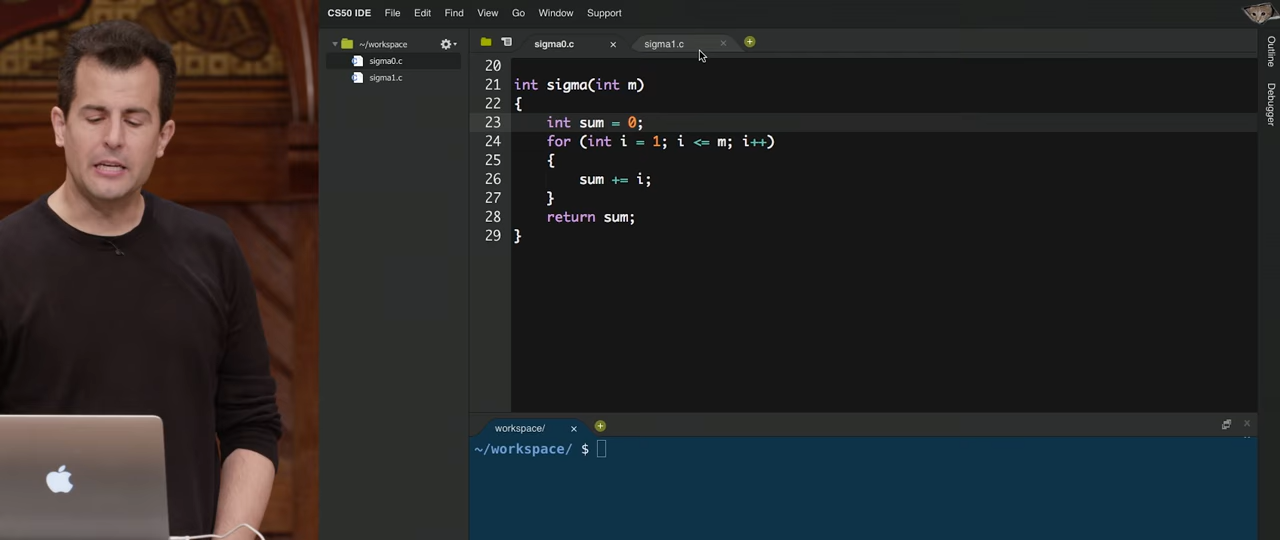 CS50 IDE File Edit Find View Go Window Support
~/workspace
sigma0.c
sigma1.c
sigma0.c × sigma1.c ×
20
21 int sigma(int m)
22 {
23     int sum = 0;
24     for (int i = 1; i <= m; i++)
25     {
26         sum += i;
27     }
28     return sum;
29 }
Outline
Debugger
workspace/ ×
~/workspace/ $